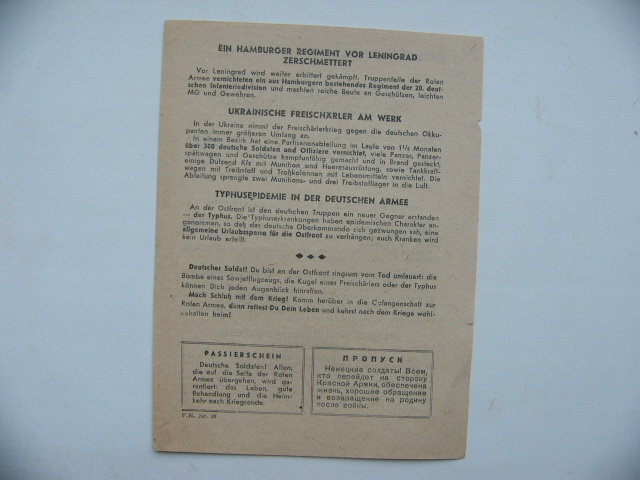 EIN HAMBURGER REGIMENT VOR LENINGRAD
ZERSCHMETTERT
Vor Leningrad wird weiter erbittert gekämpft. Truppenteile der Roten
Armee vernichteten ein aus Hamburgern bestehendes Regiment der 20. deut-
schen Infanteriedivision und machten reiche Beute an Geschützen, leichten
MG und Gewehren.
UKRAINISCHE FREISCHÄRLER AM WERK
In der Ukraine nimmt der Freischärlerkrieg gegen die deutschen Okku-
panten immer größeren Umfang an.
In einem Bezirk hat eine Partisanenabteilung im Laufe von 1½ Monaten
über 300 deutsche Soldaten und Offiziere vernichtet, viele Panzer, Panzer-
spähwagen und Geschütze kampfunfähig gemacht und in Brand gesteckt,
einige Dutzend Kfz mit Munition und Heeresausrüstung, sowie Tankkraft-
wagen mit Treibstoff und Troßkolonnen mit Lebensmitteln vernichtet. Die
Abteilung sprengte zwei Munitions- und drei Treibstofflager in die Luft.
TYPHUSEPIDEMIE IN DER DEUTSCHEN ARMEE
An der Ostfront ist den deutschen Truppen ein neuer Gegner erstanden
— der Typhus. Die Typhuserkrankungen haben epidemischen Charakter an-
genommen, so daß das deutsche Oberkommando sich gezwungen sah, eine
allgemeine Urlaubssperre für die Ostfront zu verhängen; auch Kranken wird
kein Urlaub erteilt.
Deutscher Soldat! Du bist an der Ostfront ringsum vom Tod umlauert: die
Bombe eines Sowjetflugzeugs, die Kugel eines Freischärlers oder der Typhus
können Dich jeden Augenblick hinraffen.
Mach Schluß mit dem Krieg! Komm herüber in die Gefangenschaft zur
Roten Armee, dann rettest Du Dein Leben und kehrst nach dem Kriege wohl-
behalten heim!
PASSIERSCHEIN
Deutsche Soldaten! Allen,
die auf die Seite der Roten
Armee übergehen, wird ga-
rantiert: das Leben, gute
Behandlung und die Heim-
kehr nach Kriegsende.
ПРОПУСК
Немецкие солдаты! Всем,
кто перейдет на сторону
Красной Армии, обеспечена
жизнь, хорошее обращение
и возвращение на родину
после войны.
F.N. Nr.